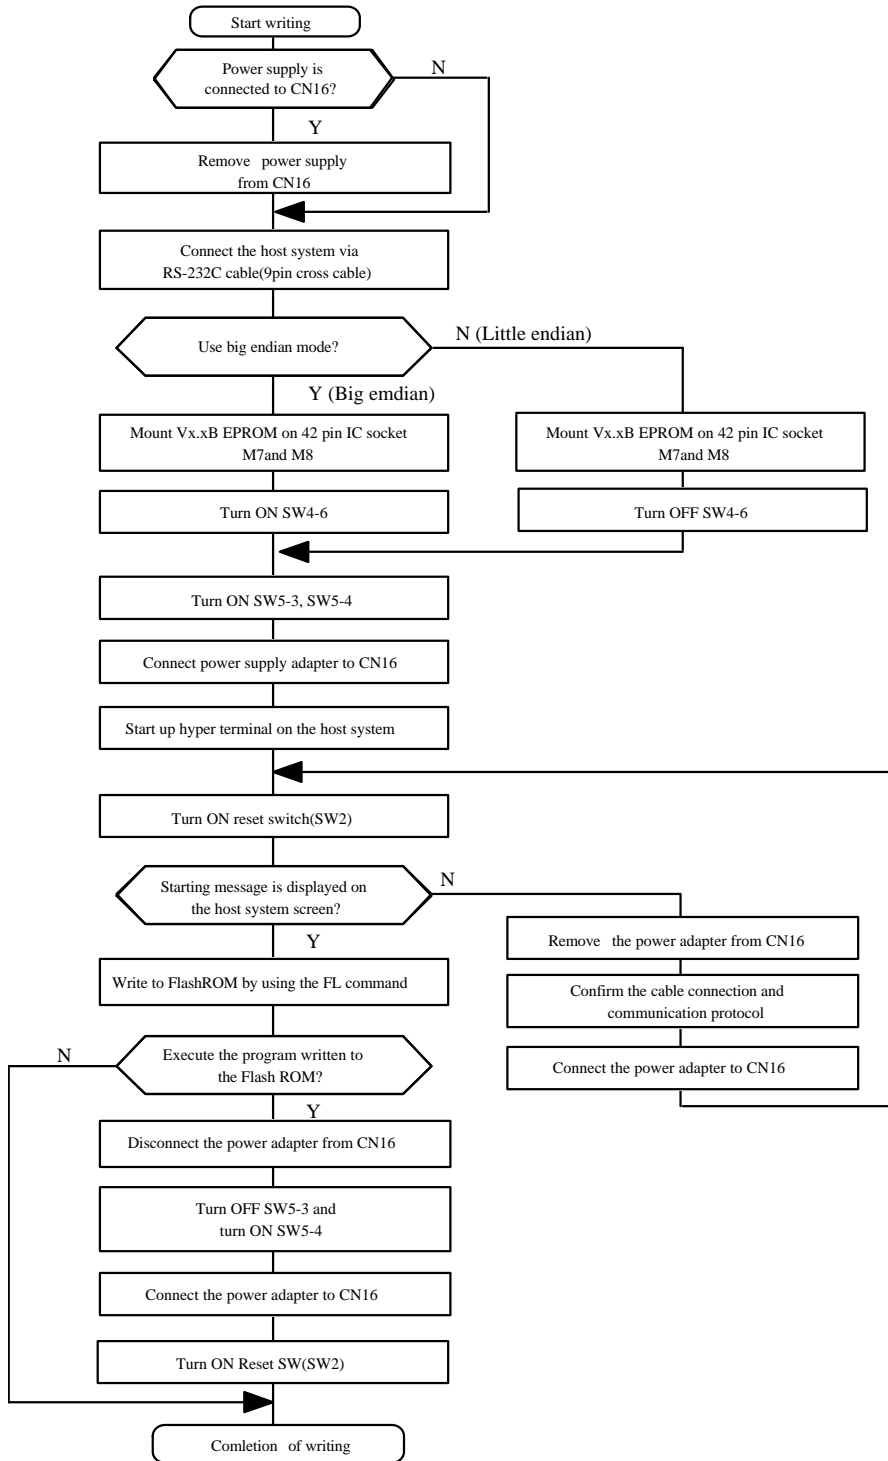 Start writing
Power supply is
connected to CN16?
N
Y
Remove power supply
from CN16
Connect the host system via
RS-232C cable(9pin cross cable)
Use big endian mode?
N (Little endian)
Y (Big emdian)
Mount Vx.xB EPROM on 42 pin IC socket
M7and M8
Mount Vx.xB EPROM on 42 pin IC socket
M7and M8
Turn ON SW4-6
Turn OFF SW4-6
Turn ON SW5-3, SW5-4
Connect power supply adapter to CN16
Start up hyper terminal on the host system
Turn ON reset switch(SW2)
Starting message is displayed on
the host system screen?
N
Y
Remove the power adapter from CN16
Write to FlashROM by using the FL command
Confirm the cable connection and
communication protocol
Execute the program written to
the Flash ROM?
N
Y
Connect the power adapter to CN16
Disconnect the power adapter from CN16
Turn OFF SW5-3 and
turn ON SW5-4
Connect the power adapter to CN16
Turn ON Reset SW(SW2)
Comletion of writing